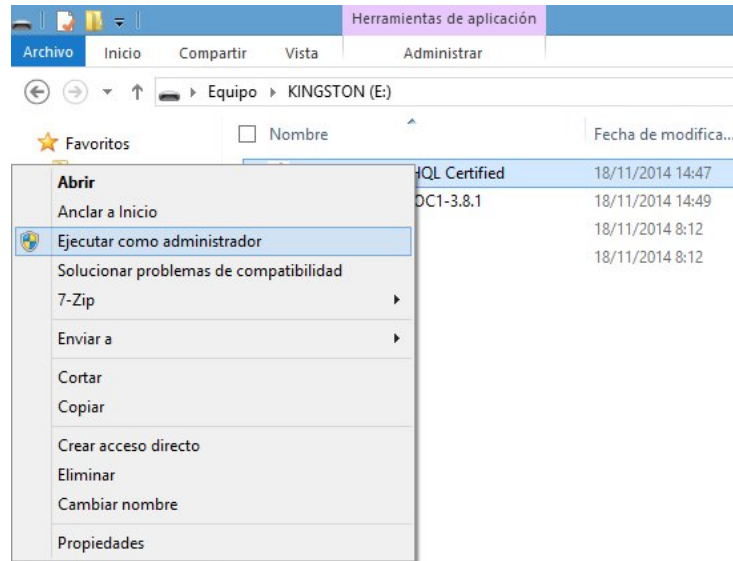 Herramientas de aplicación
Archivo Inicio Compartir Vista Administrar
Equipo KINGSTON (E:)
Favoritos Nombre Fecha de modifica...
HQL Certified 18/11/2014 14:47
OC1-3.8.1 18/11/2014 14:49
18/11/2014 8:12
18/11/2014 8:12
Abrir
Anclar a Inicio
Ejecutar como administrador
Solucionar problemas de compatibilidad
7-Zip
Enviar a
Cortar
Copiar
Crear acceso directo
Eliminar
Cambiar nombre
Propiedades